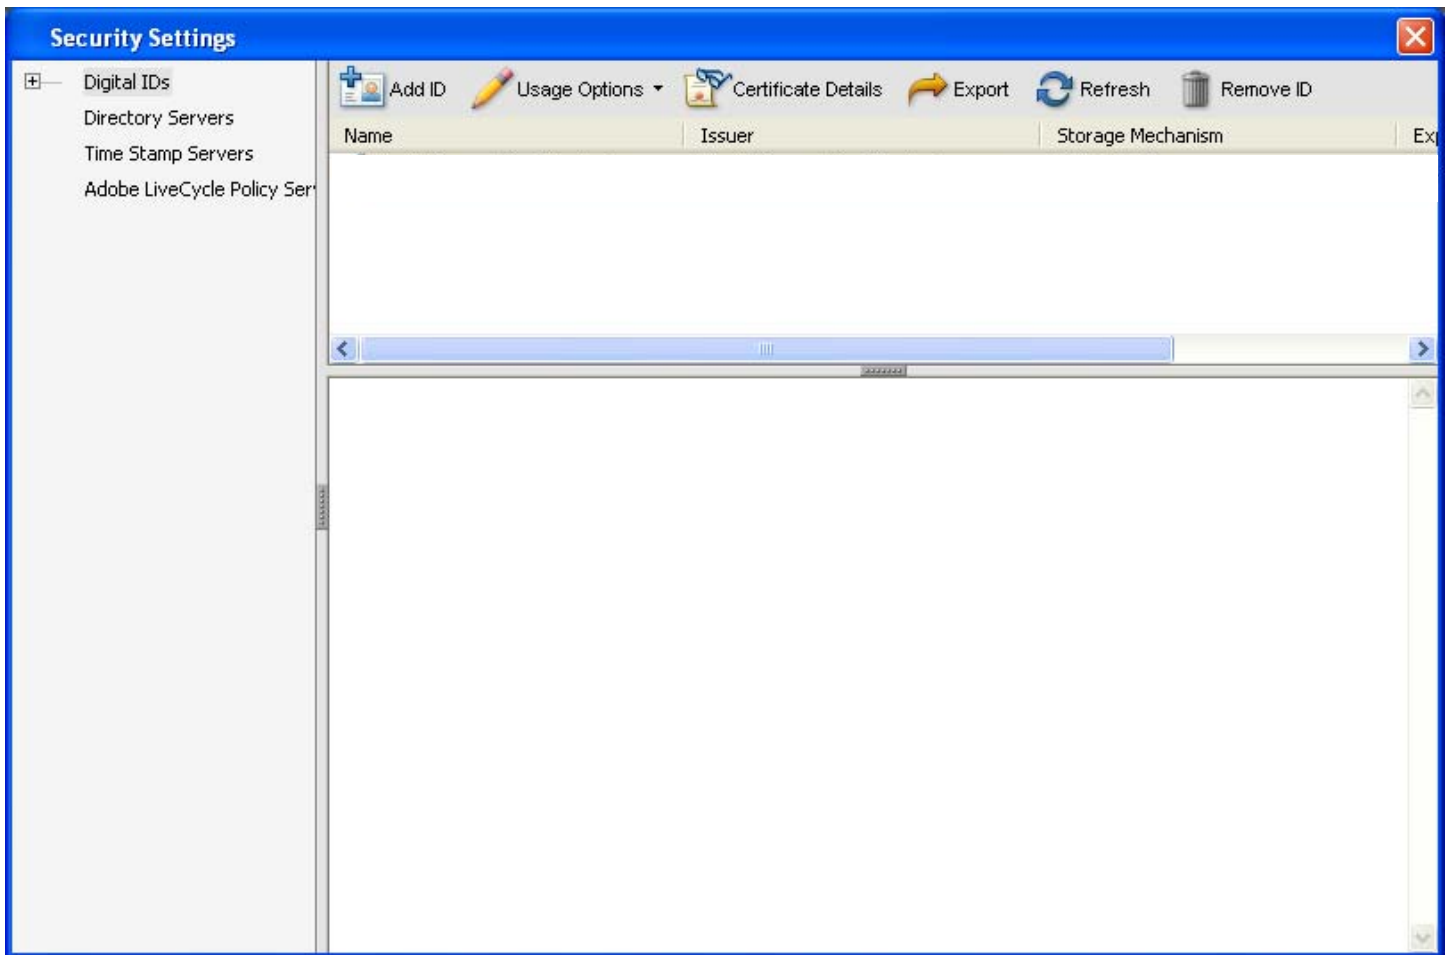 Security Settings
Digital IDs
Directory Servers
Time Stamp Servers
Adobe LiveCycle Policy Ser
Add ID
Usage Options
Certificate Details
Export
Refresh
Remove ID
Name
Issuer
Storage Mechanism
Exp